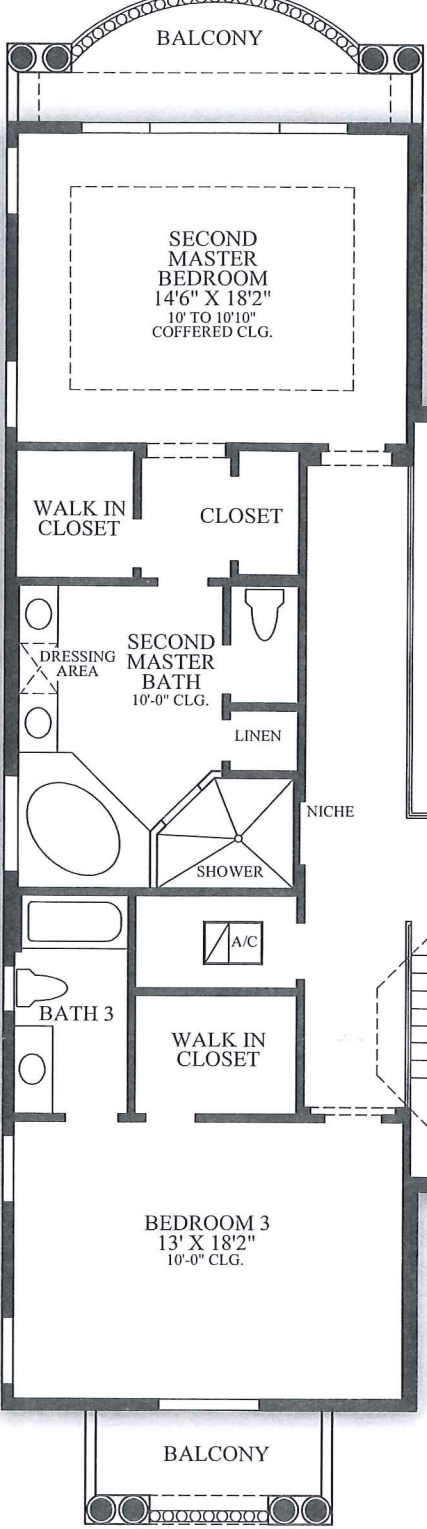 BALCONY
SECOND
MASTER
BEDROOM
14'6" X 18'2"
10' TO 10'10"
COFFERED CLG.
WALK IN
CLOSET
CLOSET
DRESSING
AREA
SECOND
MASTER
BATH
10'-0" CLG.
LINEN
NICHE
SHOWER
A/C
BATH 3
WALK IN
CLOSET
BEDROOM 3
13' X 18'2"
10'-0" CLG.
BALCONY